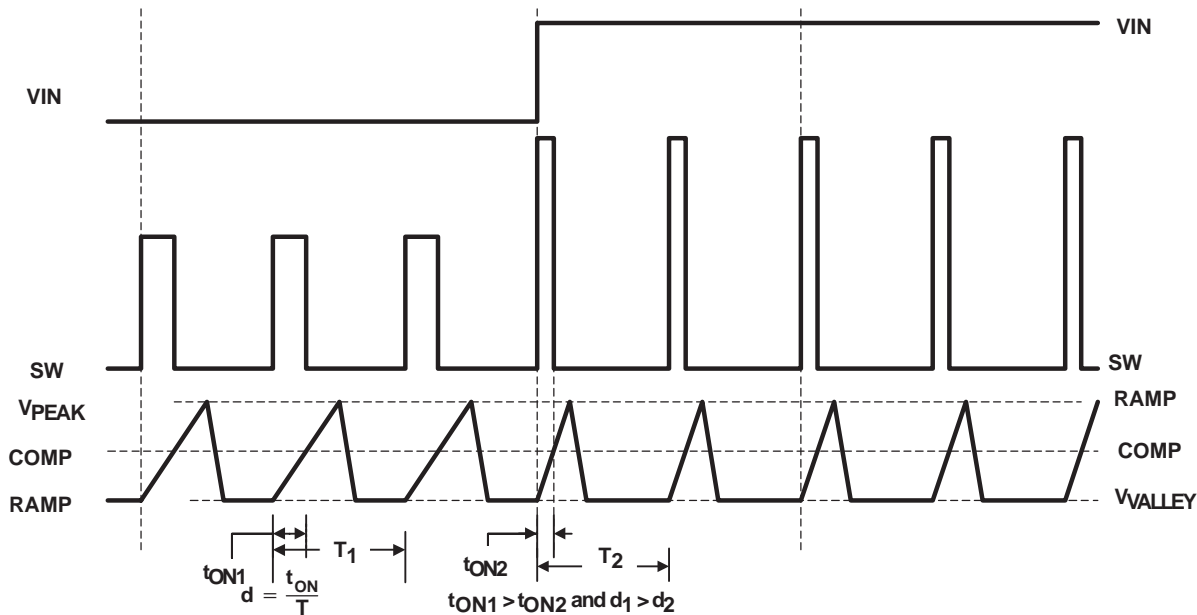 VIN
VIN
SW
SW
VPEAK
RAMP
COMP
COMP
RAMP
VVALLEY
tON1
T1
tON2
T2
d = tON/T
tON1 > tON2 and d1 > d2